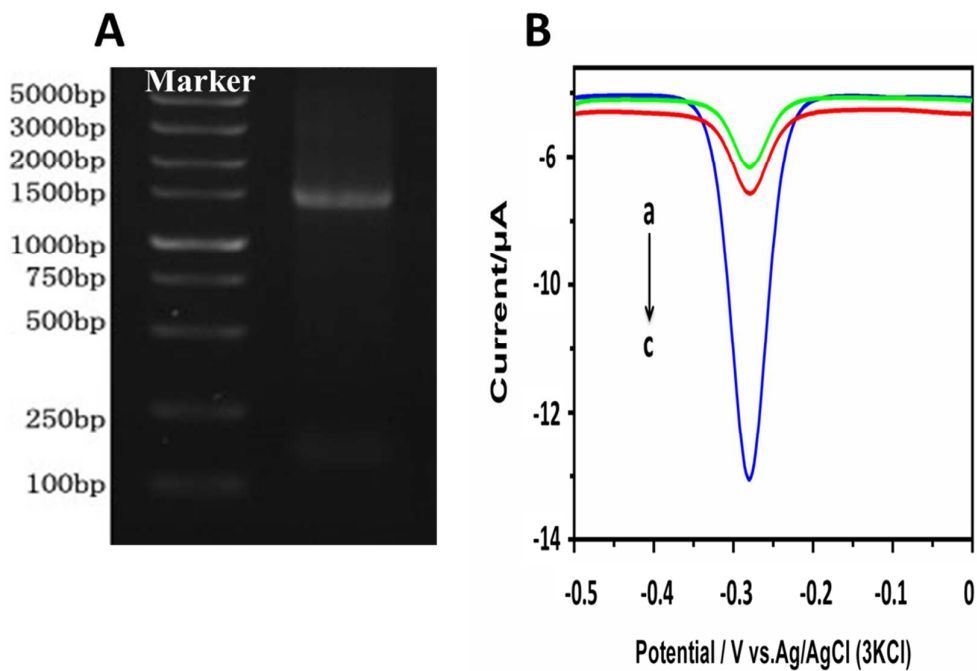 A
Marker
5000bp
3000bp
2000bp
1500bp
1000bp
750bp
500bp
250bp
100bp
B
Current/µA
-6
-8
-10
-12
-14
a
c
-0.5 -0.4 -0.3 -0.2 -0.1 0
Potential / V vs.Ag/AgCl (3KCl)